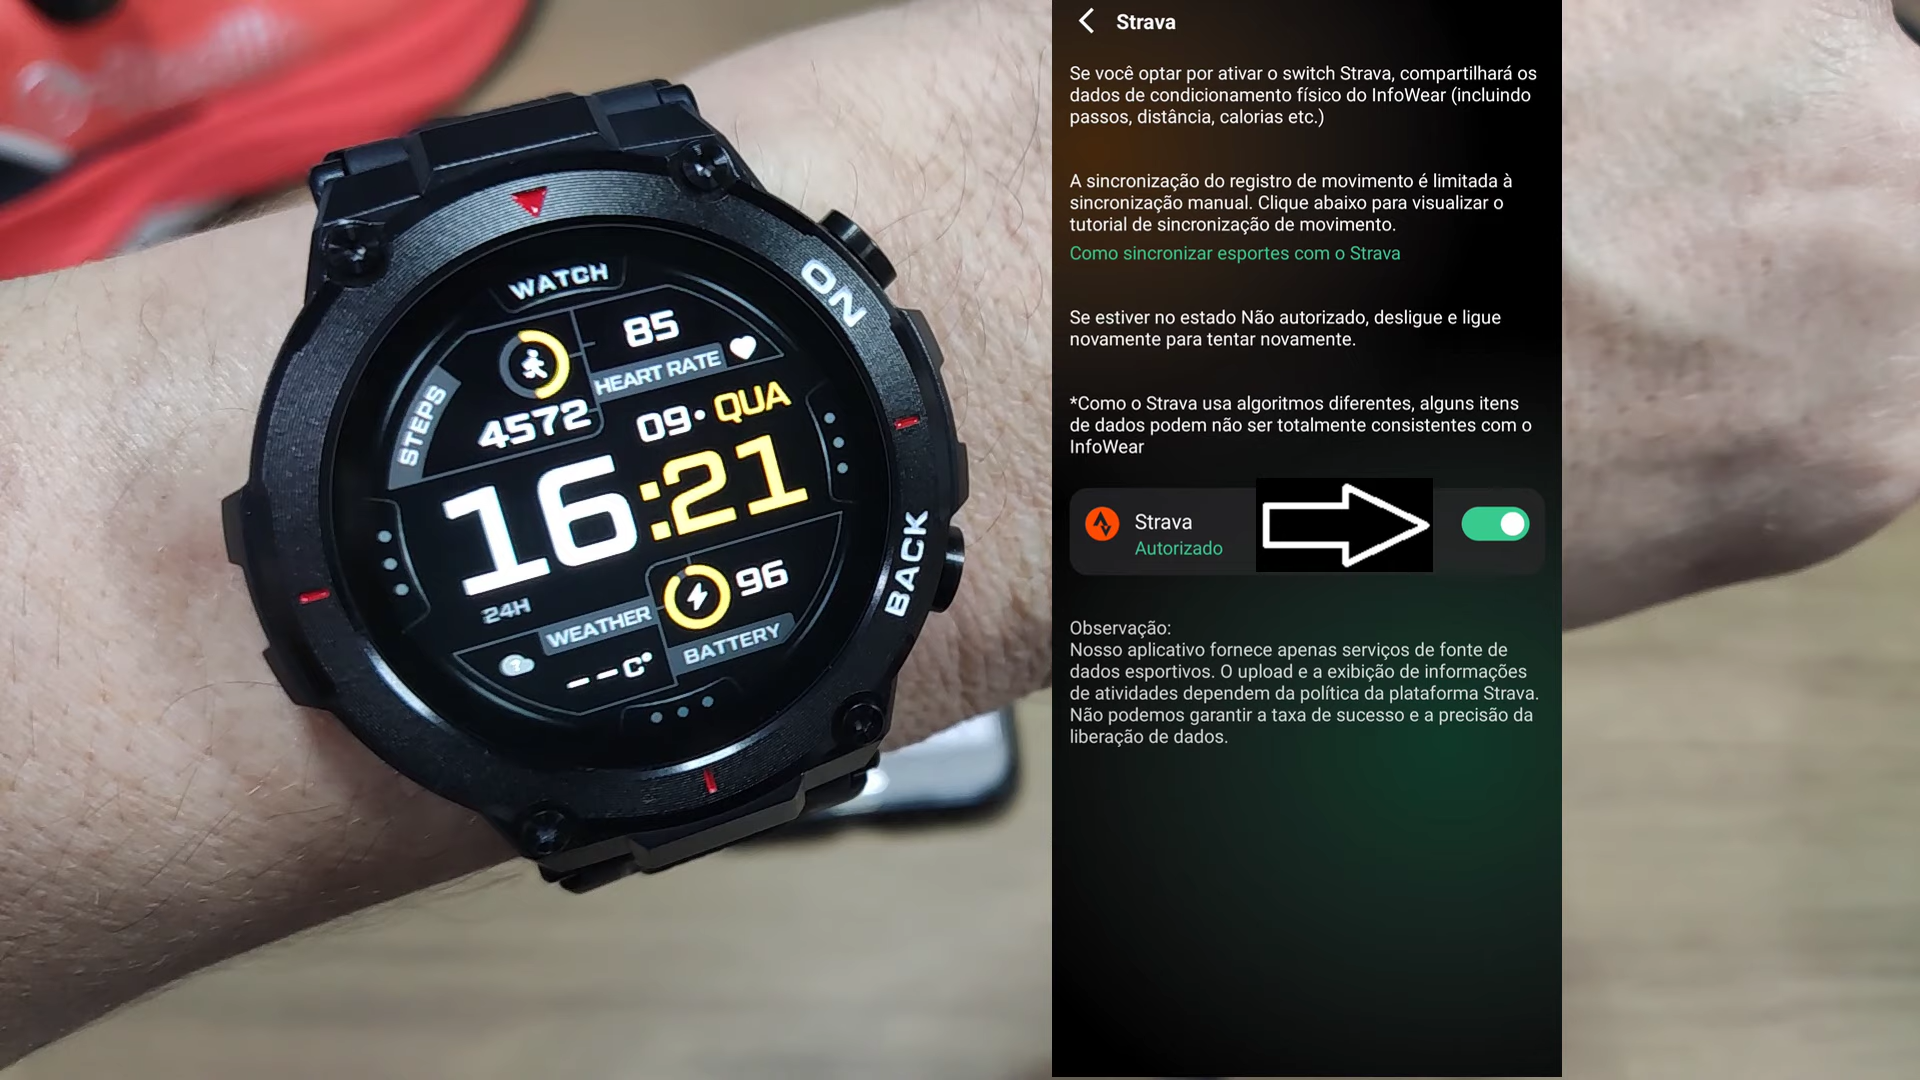 WATCH
ON
85
HEART RATE
STEPS
4572
09• QUA
16:21
24H
WEATHER
96
BATTERY
--C°
BACK
Strava
Se você optar por ativar o switch Strava, compartilhará os
dados de condicionamento físico do InfoWear (incluindo
passos, distância, calorias etc.)
A sincronização do registro de movimento é limitada à
sincronização manual. Clique abaixo para visualizar o
tutorial de sincronização de movimento.
Como sincronizar esportes com o Strava
Se estiver no estado Não autorizado, desligue e ligue
novamente para tentar novamente.
*Como o Strava usa algoritmos diferentes, alguns itens
de dados podem não ser totalmente consistentes com o
InfoWear
Strava
Autorizado
Observação:
Nosso aplicativo fornece apenas serviços de fonte de
dados esportivos. O upload e a exibição de informações
de atividades dependem da política da plataforma Strava.
Não podemos garantir a taxa de sucesso e a precisão da
liberação de dados.